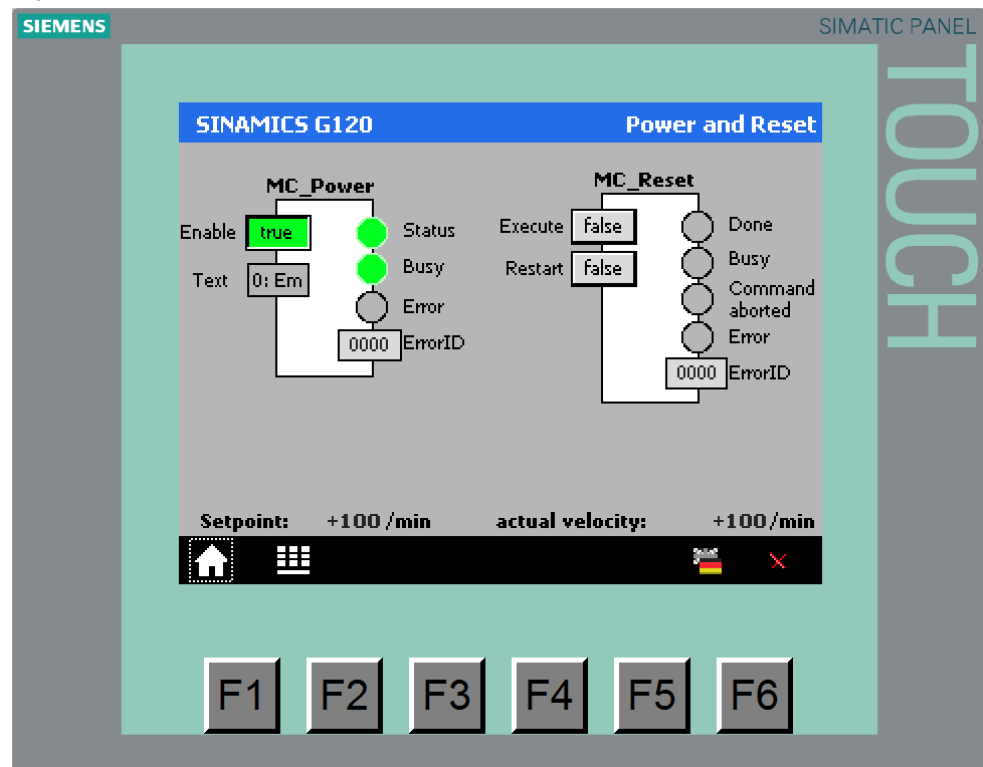 SIEMENS
SIMATIC PANEL
TOUCH
SINAMICS G120 Power and Reset
MC_Power
Enable true
Text 0: Em
Status
Busy
Error
0000 ErrorID
MC_Reset
Execute false
Restart false
Done
Busy
Command
aborted
Error
0000 ErrorID
Setpoint: +100 /min actual velocity: +100 /min
F1 F2 F3 F4 F5 F6